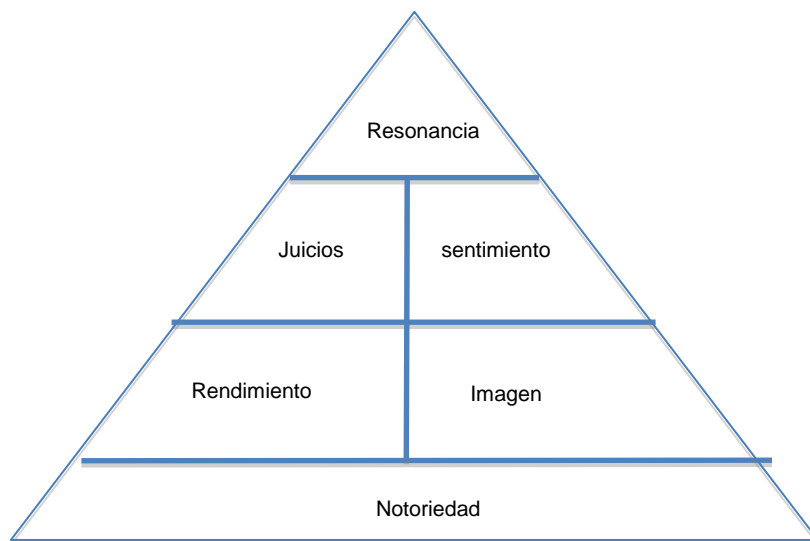 Resonancia
Juicios
sentimiento
Rendimiento
Imagen
Notoriedad